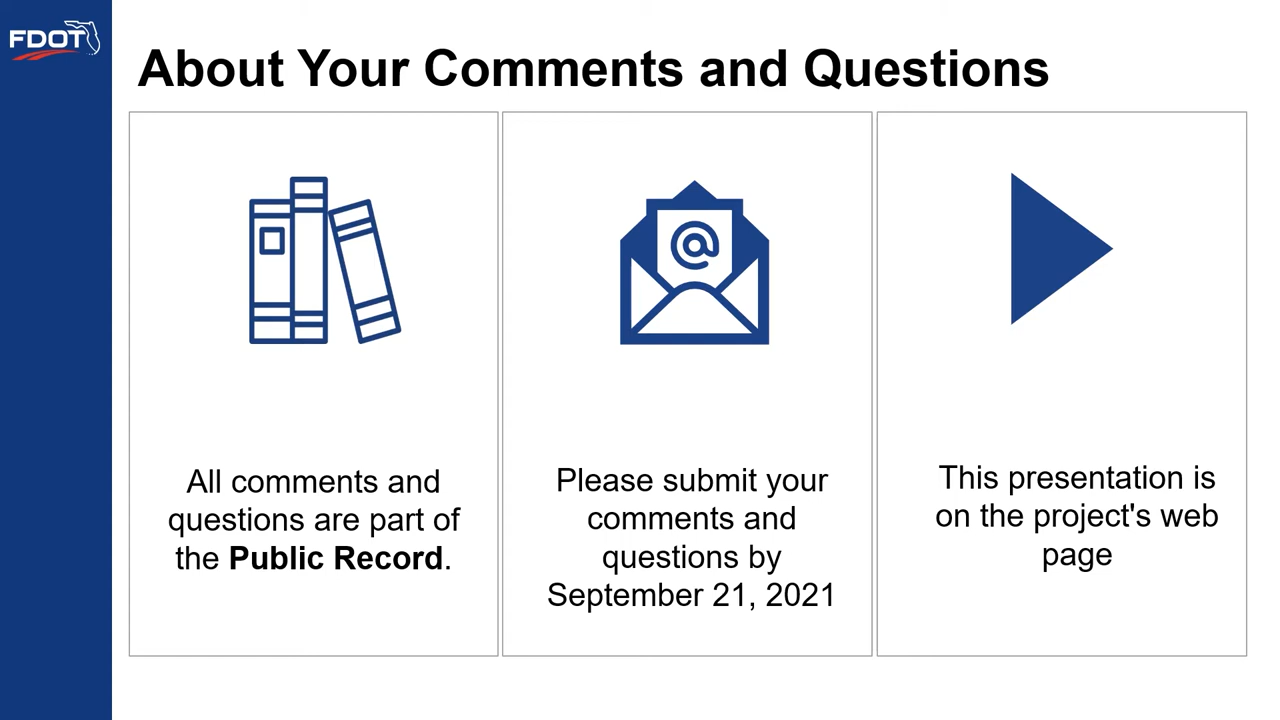 FDOT
About Your Comments and Questions
@
All comments and
questions are part of
the Public Record.
Please submit your
comments and
questions by
September 21, 2021
This presentation is
on the project's web
page